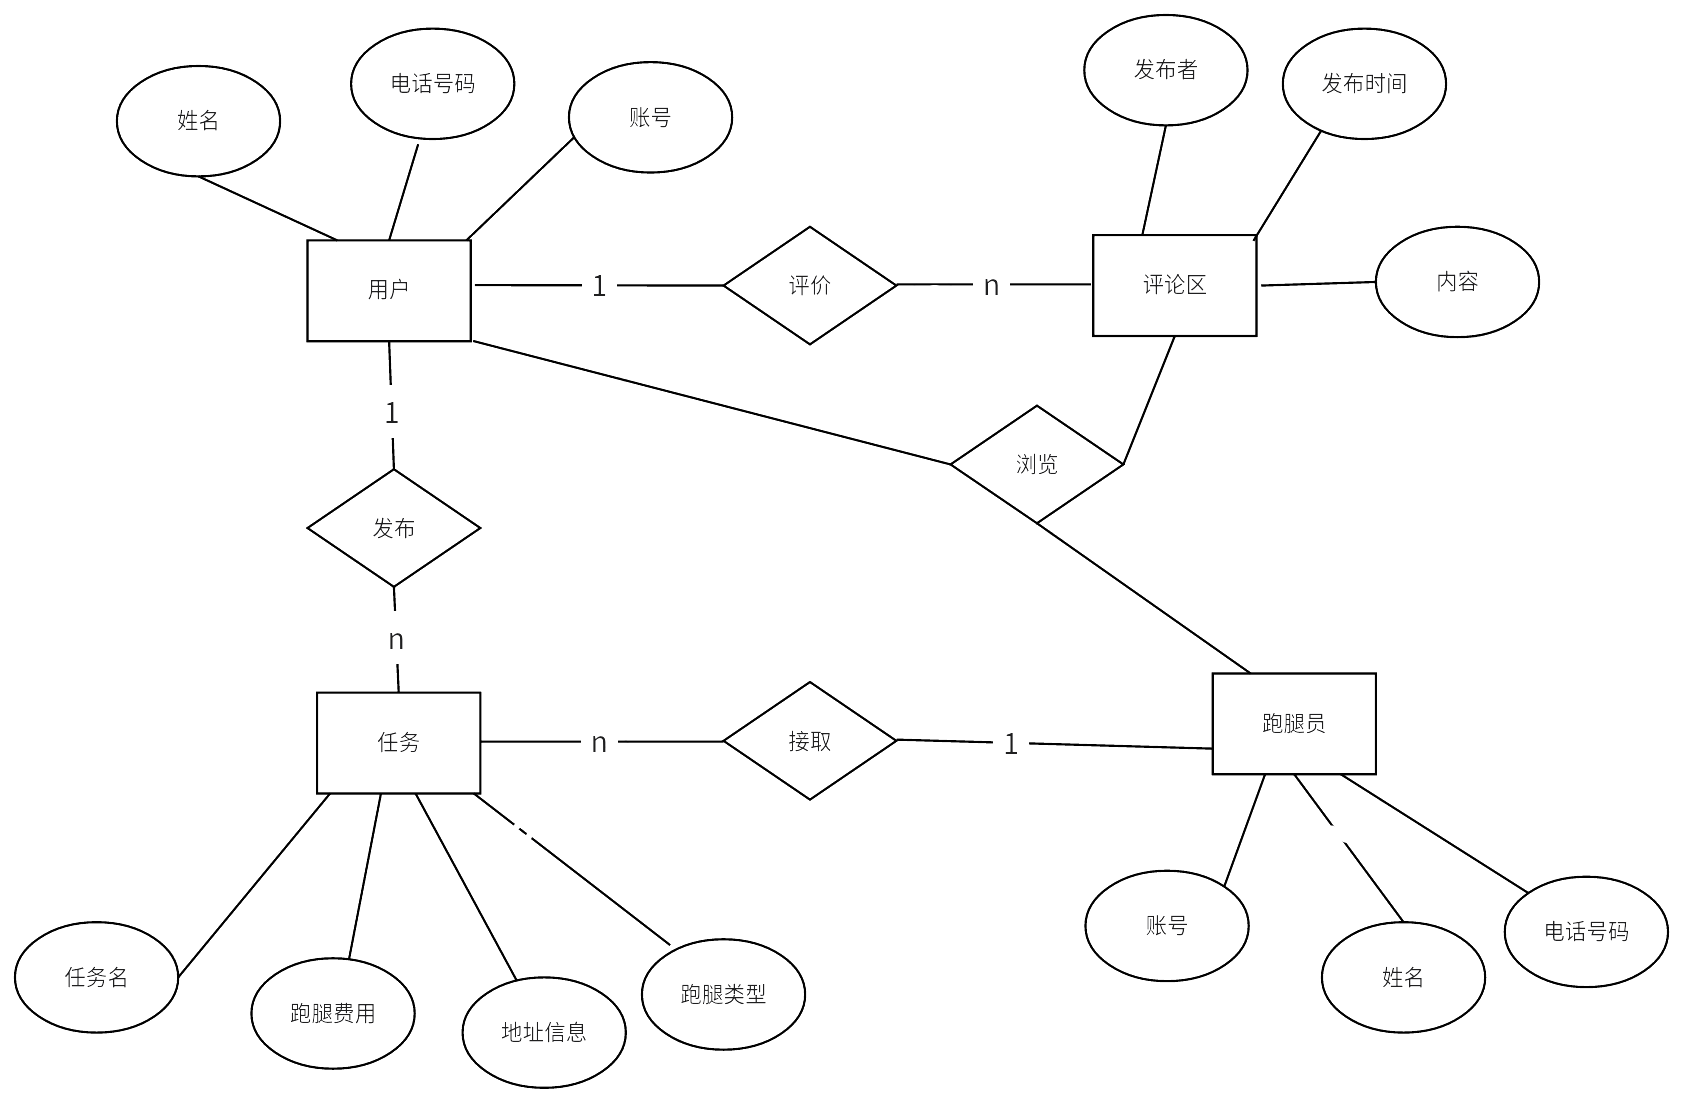 姓名
电话号码
账号
发布者
发布时间
用户
1
评价
n
评论区
内容
1
浏览
发布
n
任务
n
接取
1
跑腿员
任务名
跑腿费用
地址信息
跑腿类型
账号
姓名
电话号码